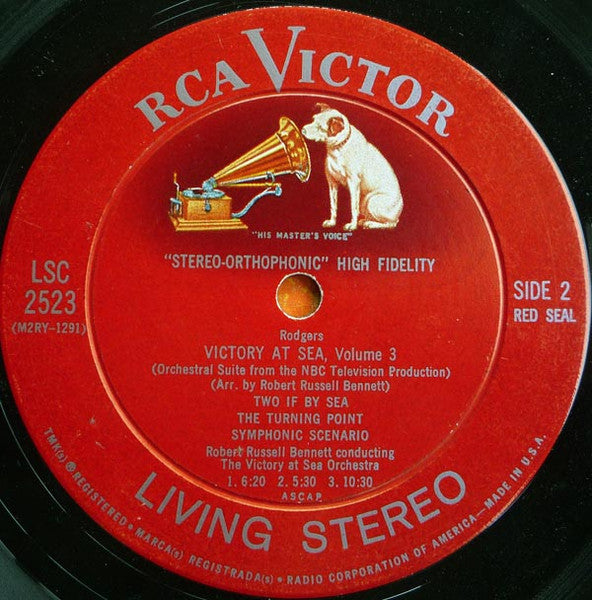 RCA VICTOR
"HIS MASTER'S VOICE"
"STEREO-ORTHOPHONIC" HIGH FIDELITY
LSC
2523
(M2RY-1291)
SIDE 2
RED SEAL
Rodgers
VICTORY AT SEA, Volume 3
(Orchestral Suite from the NBC Television Production)
(Arr. by Robert Russell Bennett)
TWO IF BY SEA
THE TURNING POINT
SYMPHONIC SCENARIO
Robert Russell Bennett conducting
The Victory at Sea Orchestra
1. 6:20 2. 5:30 3. 10:30
ASCAP
LIVING STEREO
TMK(s) ® REGISTERED • MARCA(s) REGISTRADA(s) • RADIO CORPORATION OF AMERICA—MADE IN U.S.A.